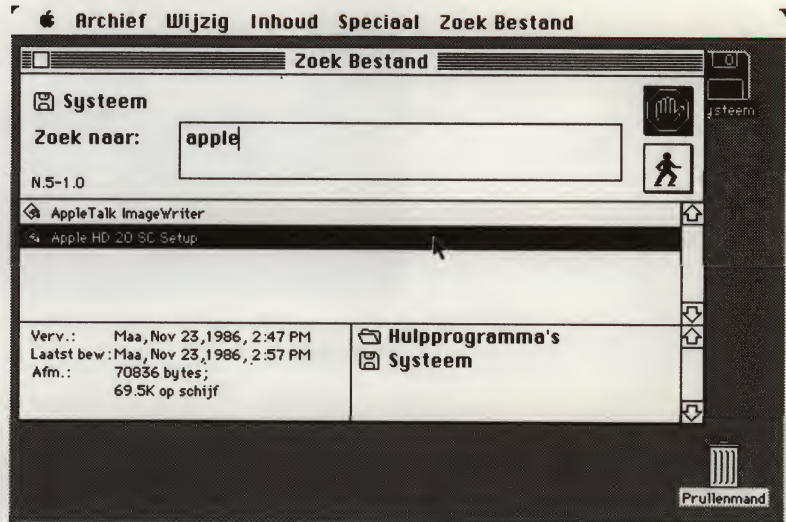 Archief Wijzig Inhoud Speciaal Zoek Bestand
Zoek Bestand
Systeem
Zoek naar: apple
N.5-1.0
AppleTalk ImageWriter
Apple HD 20 SC Setup
Verv.: Maa, Nov 23,1986, 2:47 PM
Laatst bew: Maa, Nov 23,1986, 2:57 PM
Afm.: 70836 bytes;
69.5K op schijf
Hulpprogramma's
Systeem
ysteem
Prullenmand